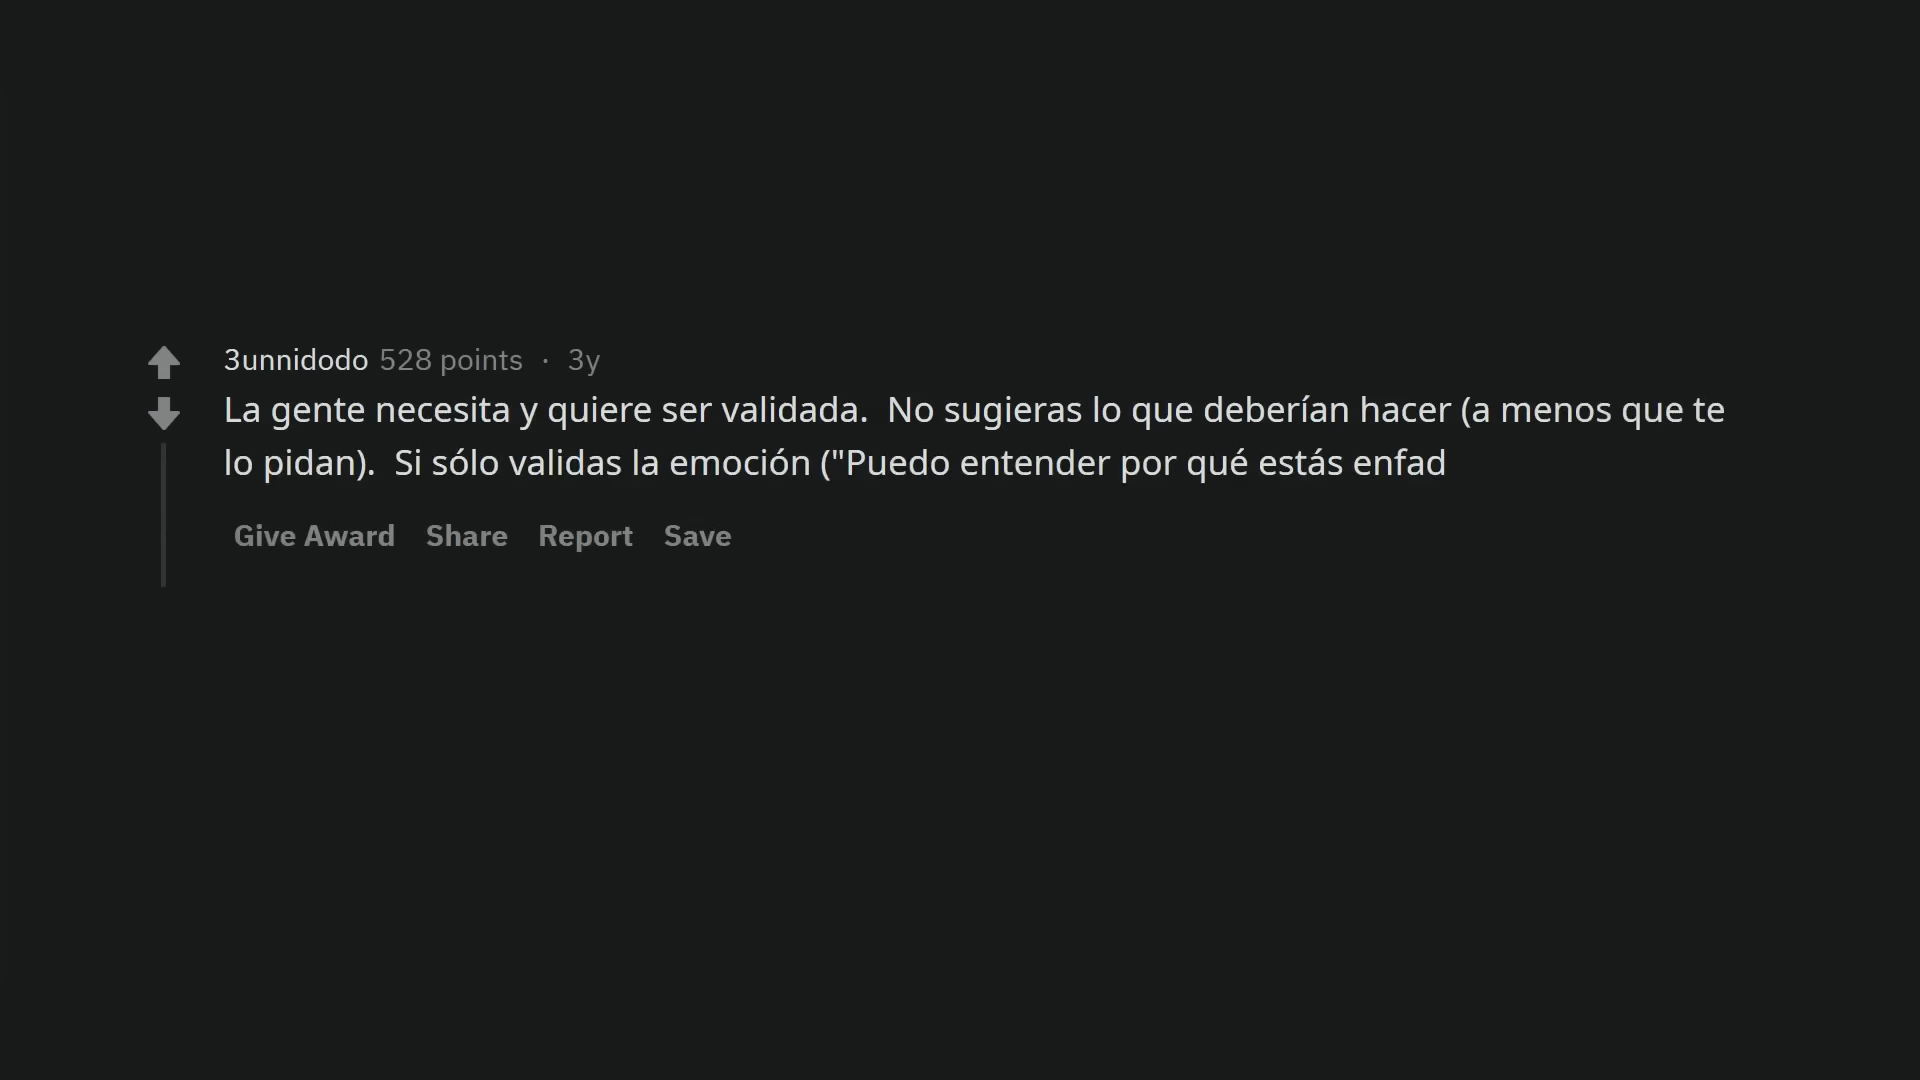 3unnidodo 528 points · 3y
La gente necesita y quiere ser validada.  No sugieras lo que deberían hacer (a menos que te
lo pidan).  Si sólo validas la emoción ("Puedo entender por qué estás enfad
Give Award Share Report Save